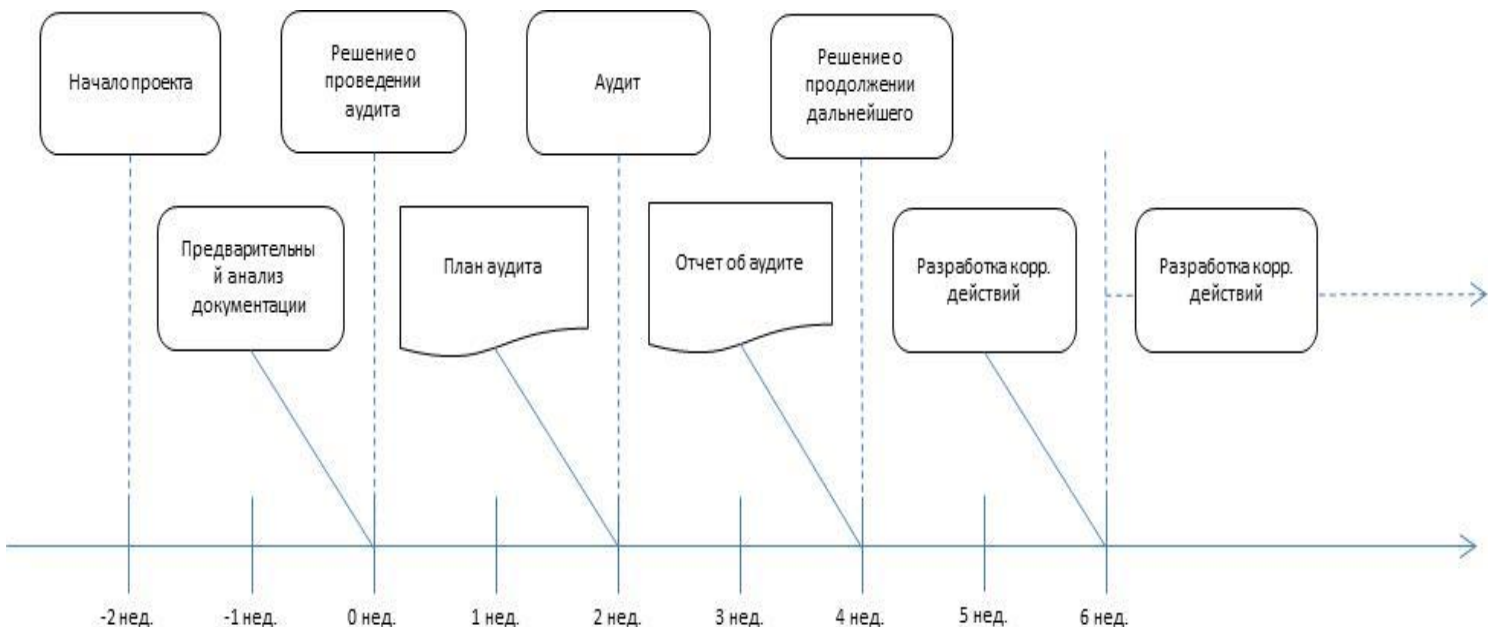 Начало проекта
Решение о
проведении
аудита
Аудит
Решение о
продолжении
дальнейшего
Предварительны
й анализ
документации
План аудита
Отчет об аудите
Разработка корр.
действий
Разработка корр.
действий
-2 нед.
-1 нед.
0 нед.
1 нед.
2 нед.
3 нед.
4 нед.
5 нед.
6 нед.